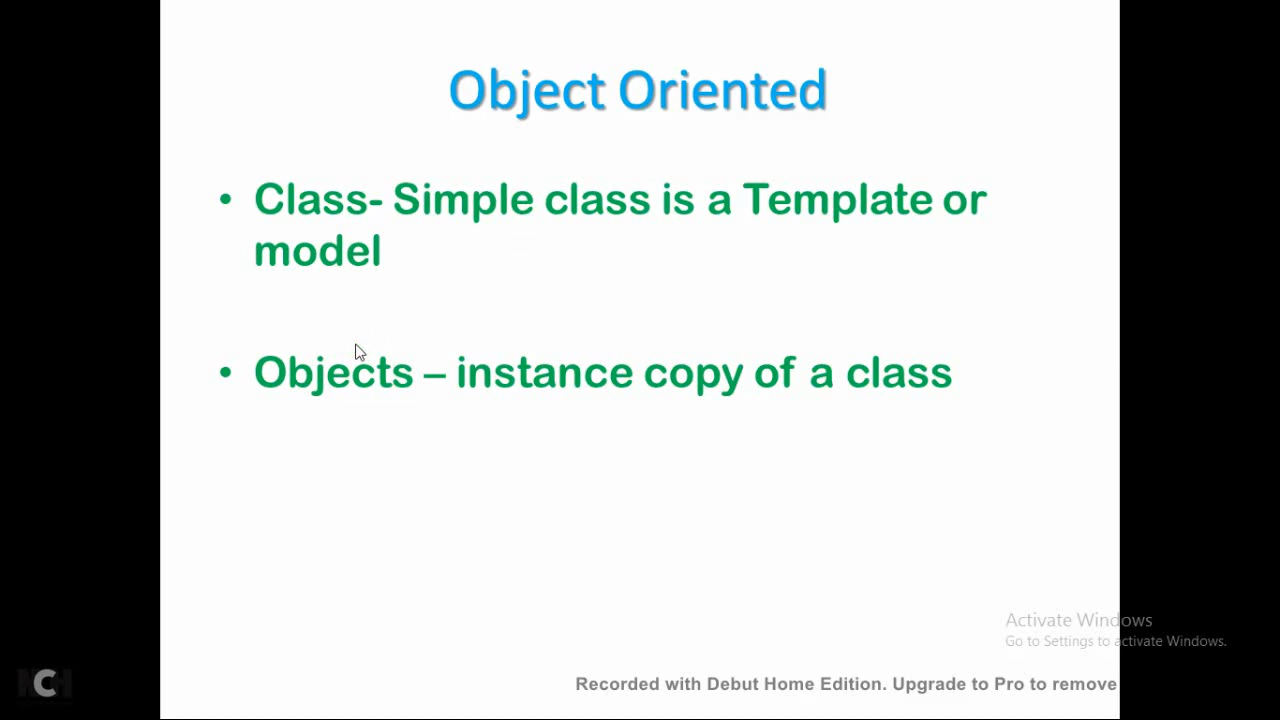 Object Oriented
• Class- Simple class is a Template or
model
• Objects – instance copy of a class
Activate Windows
Go to Settings to activate Windows.
NCH
Recorded with Debut Home Edition. Upgrade to Pro to remove